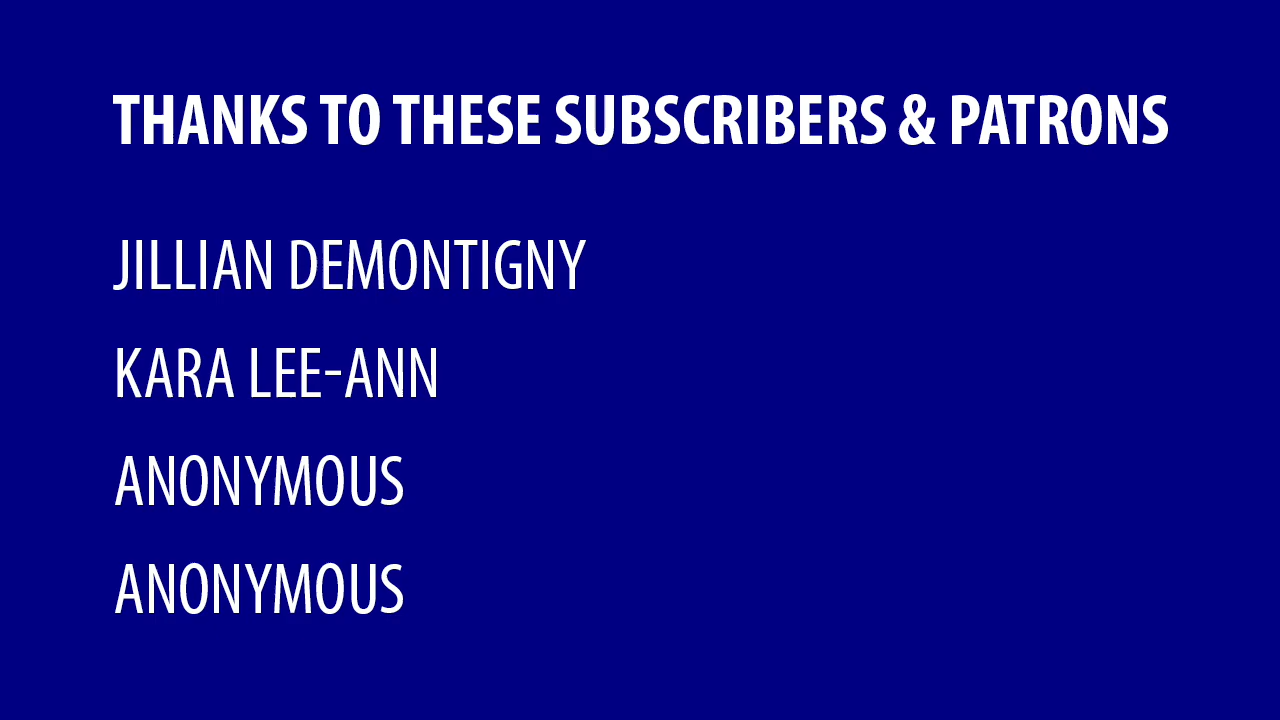 THANKS TO THESE SUBSCRIBERS & PATRONS
JILLIAN DEMONTIGNY
KARA LEE-ANN
ANONYMOUS
ANONYMOUS